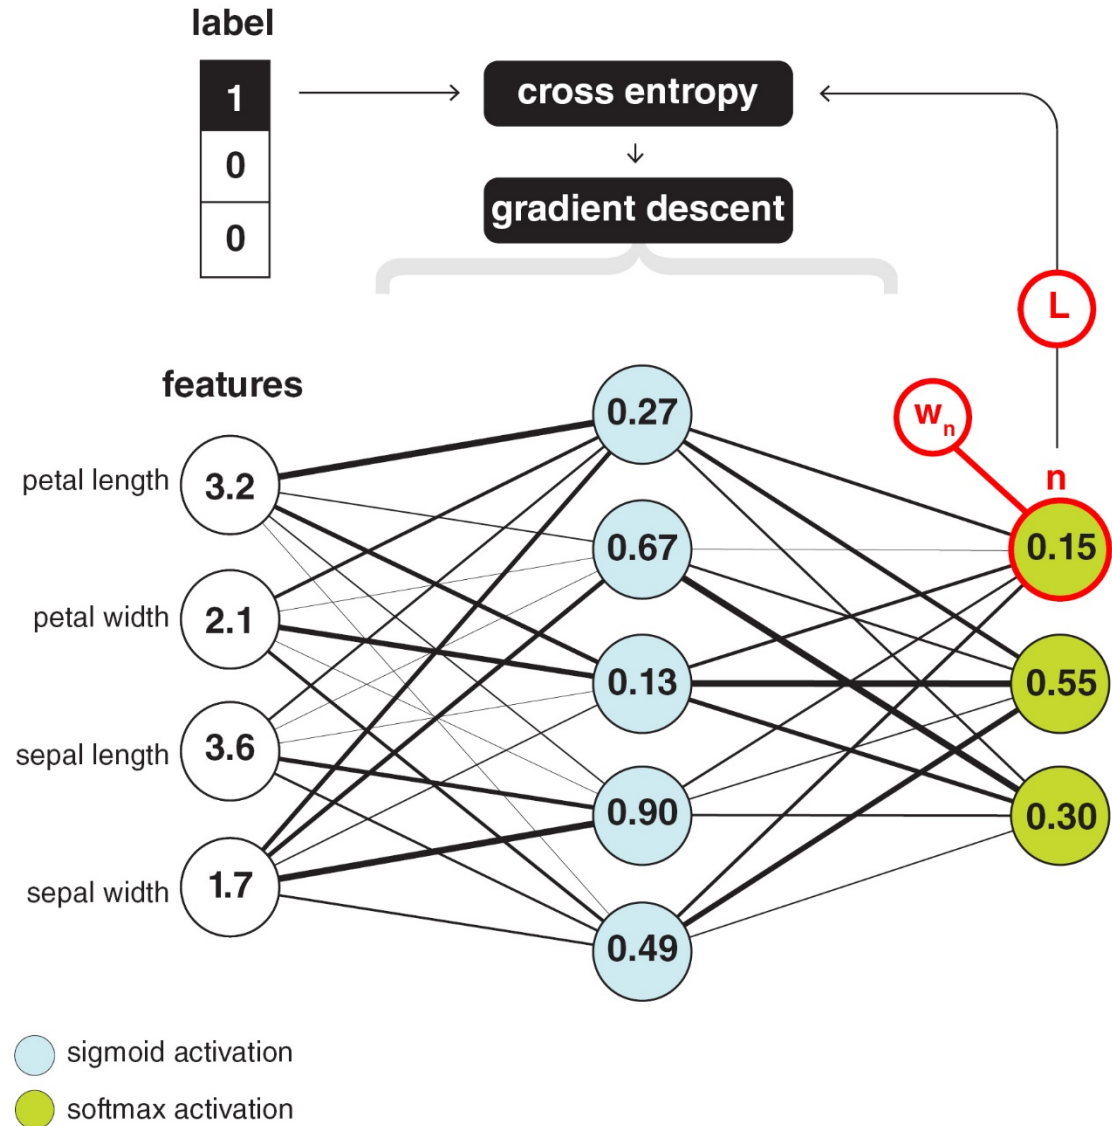 label
1
0
0
cross entropy
gradient descent
L
features
wn
n
petal length
3.2
petal width
2.1
sepal length
3.6
sepal width
1.7
0.27
0.67
0.13
0.90
0.49
0.15
0.55
0.30
sigmoid activation
softmax activation